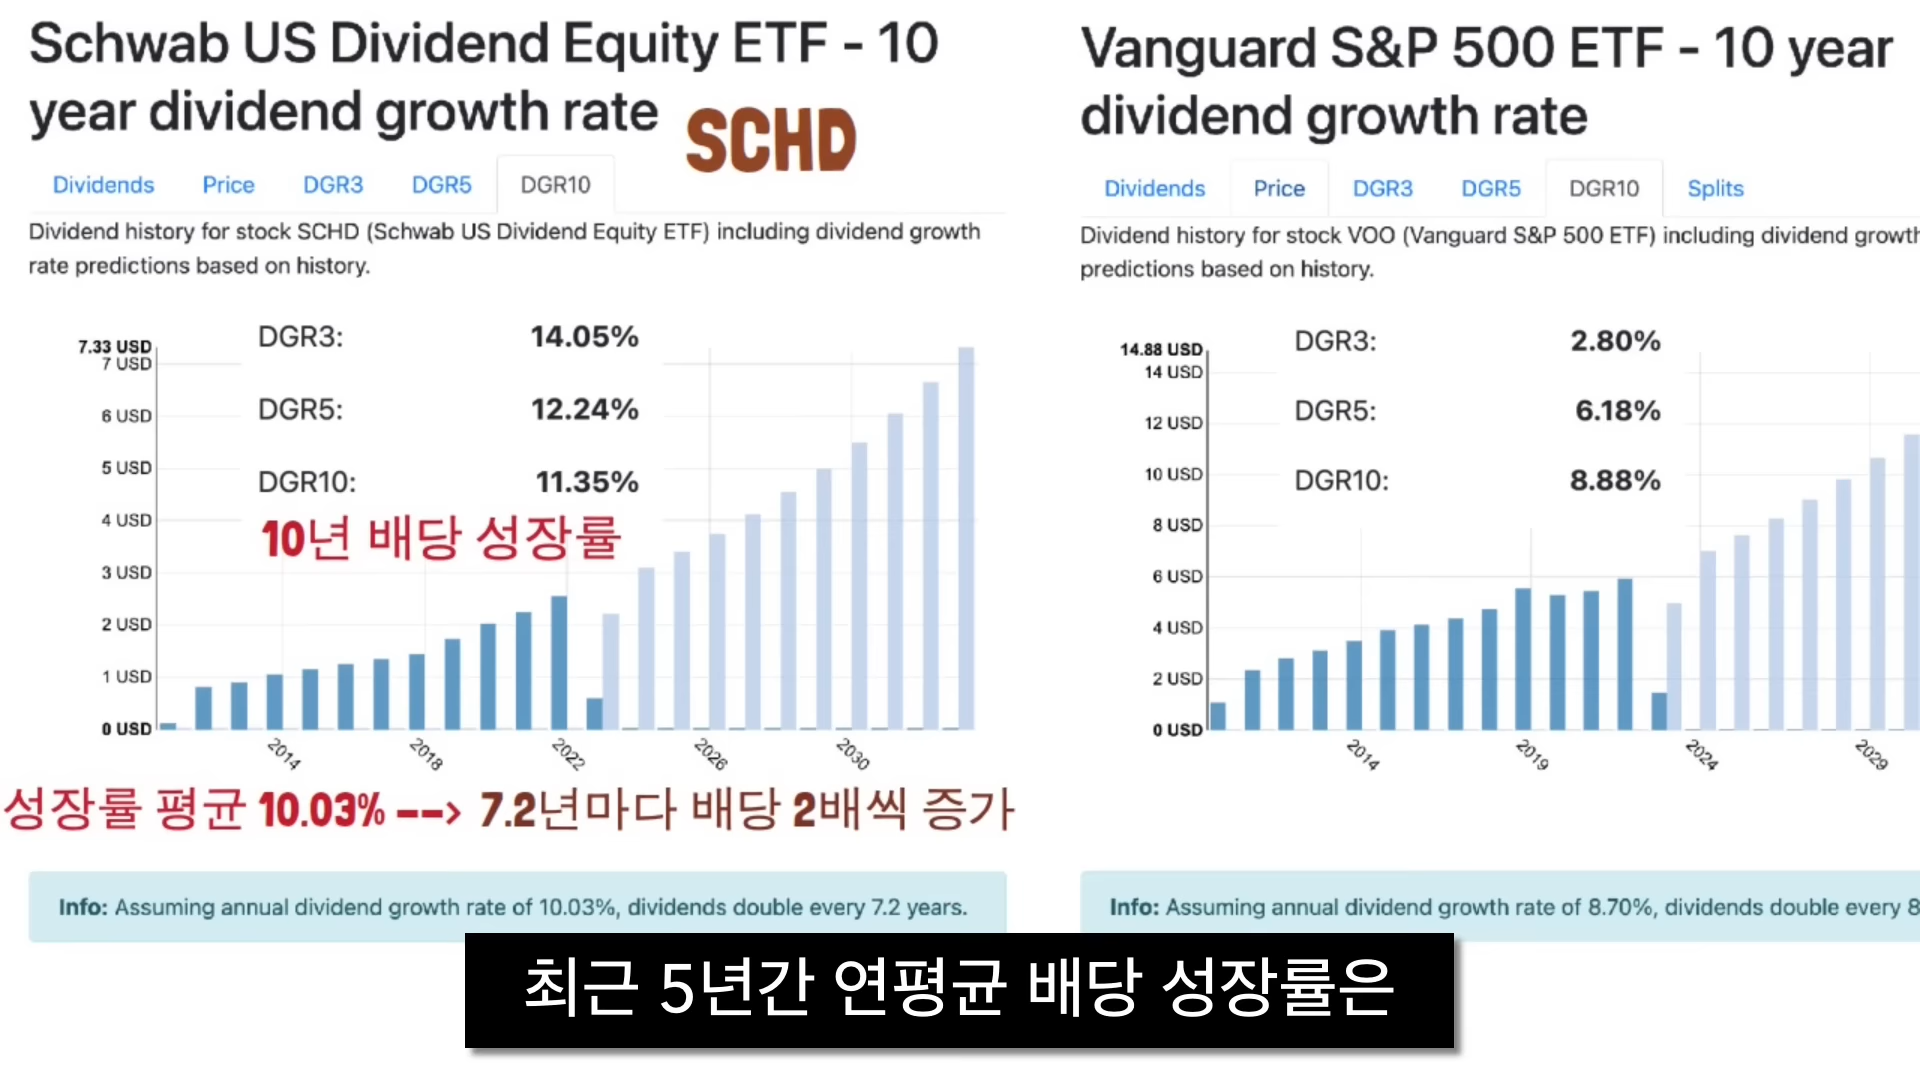 Schwab US Dividend Equity ETF - 10
year dividend growth rate
SCHD
Dividends Price DGR3 DGR5 DGR10
Dividend history for stock SCHD (Schwab US Dividend Equity ETF) including dividend growth
rate predictions based on history.
DGR3: 14.05%
DGR5: 12.24%
DGR10: 11.35%
10년 배당 성장률
7.33 USD
7 USD
6 USD
5 USD
4 USD
3 USD
2 USD
1 USD
0 USD
2014 2018 2022 2026 2030
성장률 평균 10.03% --> 7.2년마다 배당 2배씩 증가
Info: Assuming annual dividend growth rate of 10.03%, dividends double every 7.2 years.
Vanguard S&P 500 ETF - 10 year
dividend growth rate
Dividends Price DGR3 DGR5 DGR10 Splits
Dividend history for stock VOO (Vanguard S&P 500 ETF) including dividend growth
predictions based on history.
DGR3: 2.80%
DGR5: 6.18%
DGR10: 8.88%
14.88 USD
14 USD
12 USD
10 USD
8 USD
6 USD
4 USD
2 USD
0 USD
2014 2019 2024 2029
Info: Assuming annual dividend growth rate of 8.70%, dividends double every 8
최근 5년간 연평균 배당 성장률은